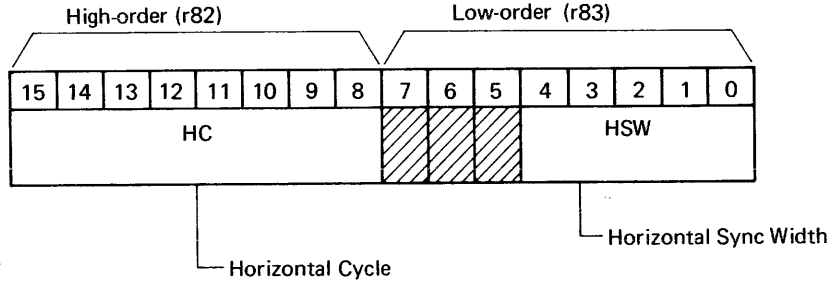 High-order (r82) Low-order (r83)
15 14 13 12 11 10 9 8 7 6 5 4 3 2 1 0
HC HSW
Horizontal Sync Width
Horizontal Cycle